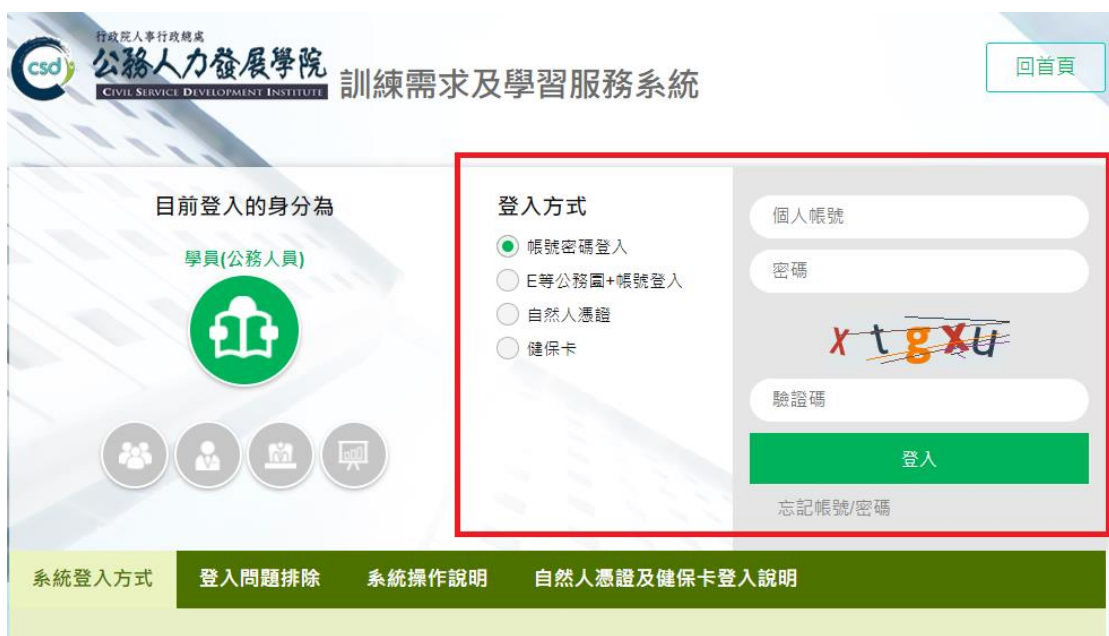 行政院人事行政總處
公務人力發展學院
CIVIL SERVICE DEVELOPMENT INSTITUTE
csd
訓練需求及學習服務系統
回首頁
目前登入的身分為
學員(公務人員)
登入方式
帳號密碼登入
E等公務園+帳號登入
自然人憑證
健保卡
個人帳號
密碼
xtgxu
驗證碼
登入
忘記帳號/密碼
系統登入方式
登入問題排除
系統操作說明
自然人憑證及健保卡登入說明